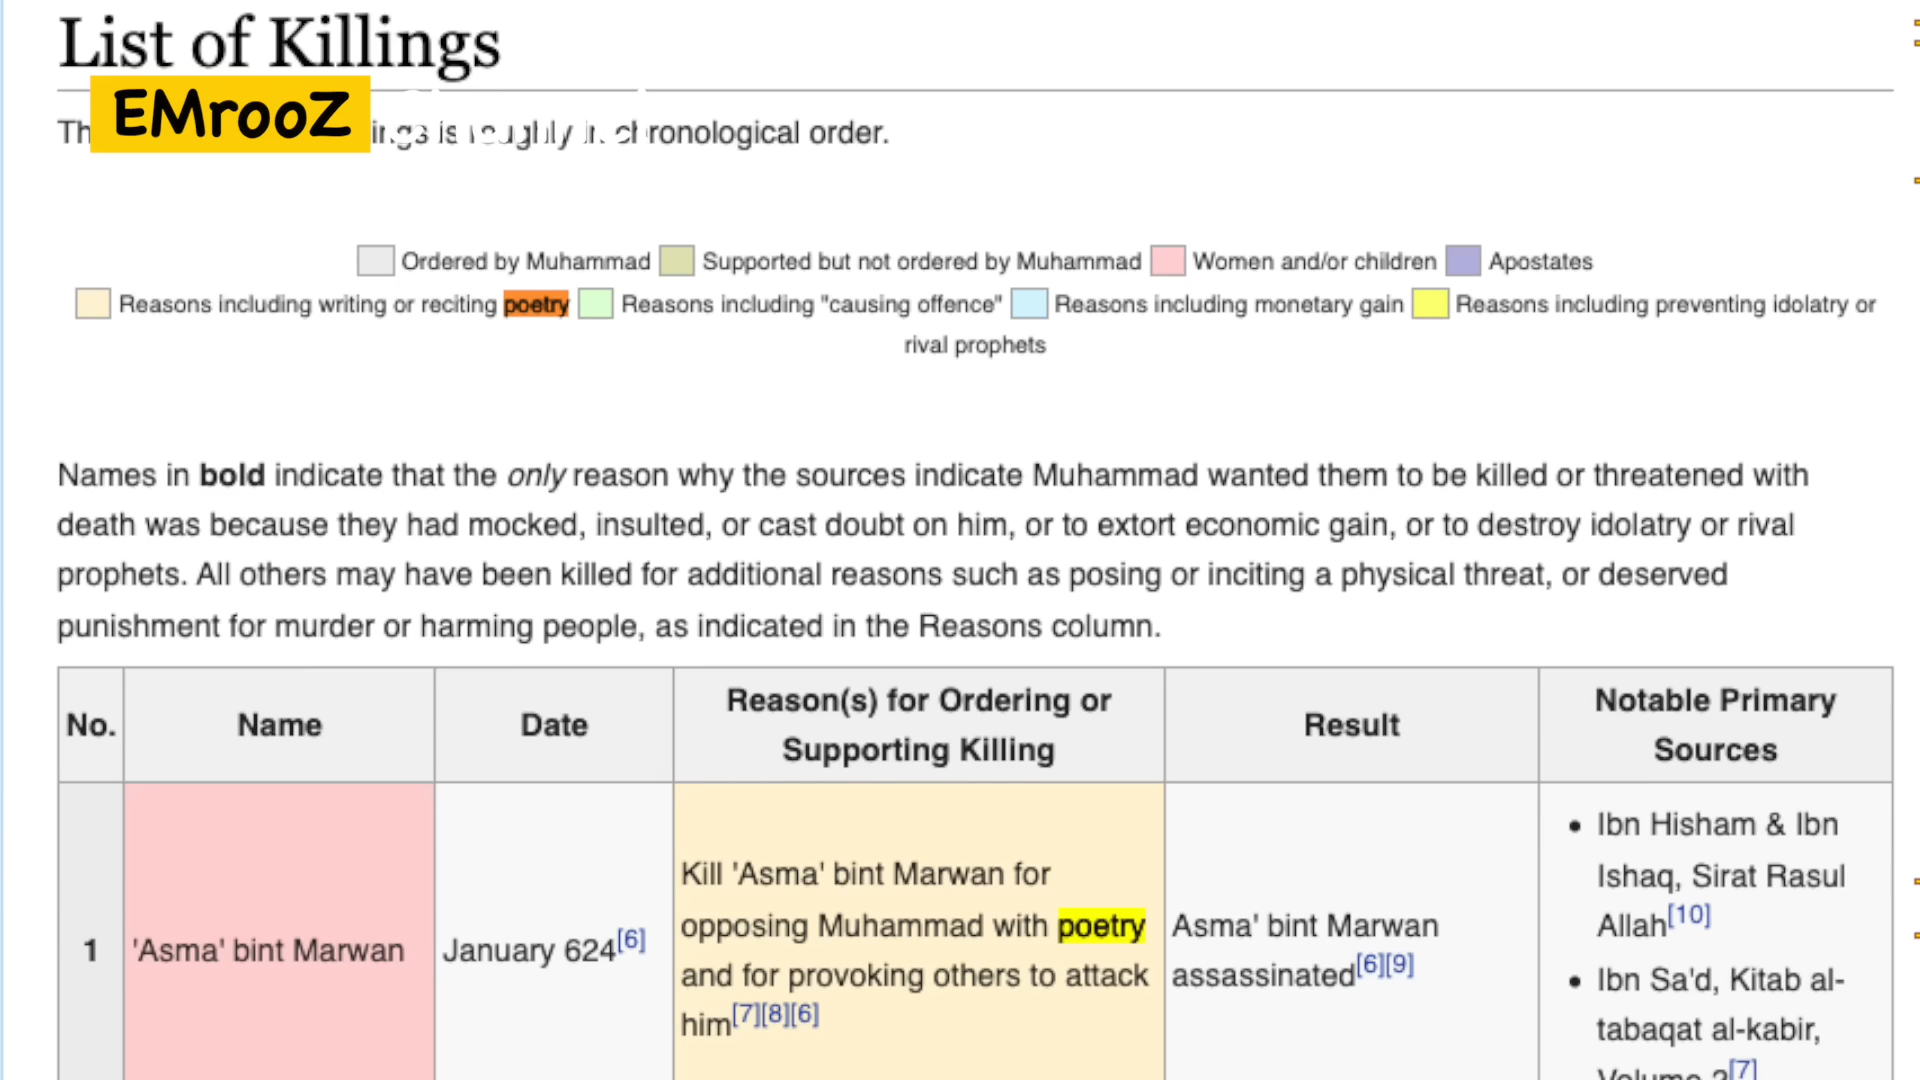 List of Killings
EMrooZ
Th ings is roughly in chronological order.
Ordered by Muhammad Supported but not ordered by Muhammad Women and/or children Apostates
Reasons including writing or reciting poetry Reasons including "causing offence" Reasons including monetary gain Reasons including preventing idolatry or
rival prophets
Names in bold indicate that the only reason why the sources indicate Muhammad wanted them to be killed or threatened with
death was because they had mocked, insulted, or cast doubt on him, or to extort economic gain, or to destroy idolatry or rival
prophets. All others may have been killed for additional reasons such as posing or inciting a physical threat, or deserved
punishment for murder or harming people, as indicated in the Reasons column.
No.
Name
Date
Reason(s) for Ordering or
Supporting Killing
Result
Notable Primary
Sources
1
'Asma' bint Marwan
January 624[6]
Kill 'Asma' bint Marwan for
opposing Muhammad with poetry
and for provoking others to attack
him[7][8][6]
Asma' bint Marwan
assassinated[6][9]
• Ibn Hisham & Ibn
Ishaq, Sirat Rasul
Allah[10]
• Ibn Sa'd, Kitab al-
tabaqat al-kabir,
Volume 2[7]